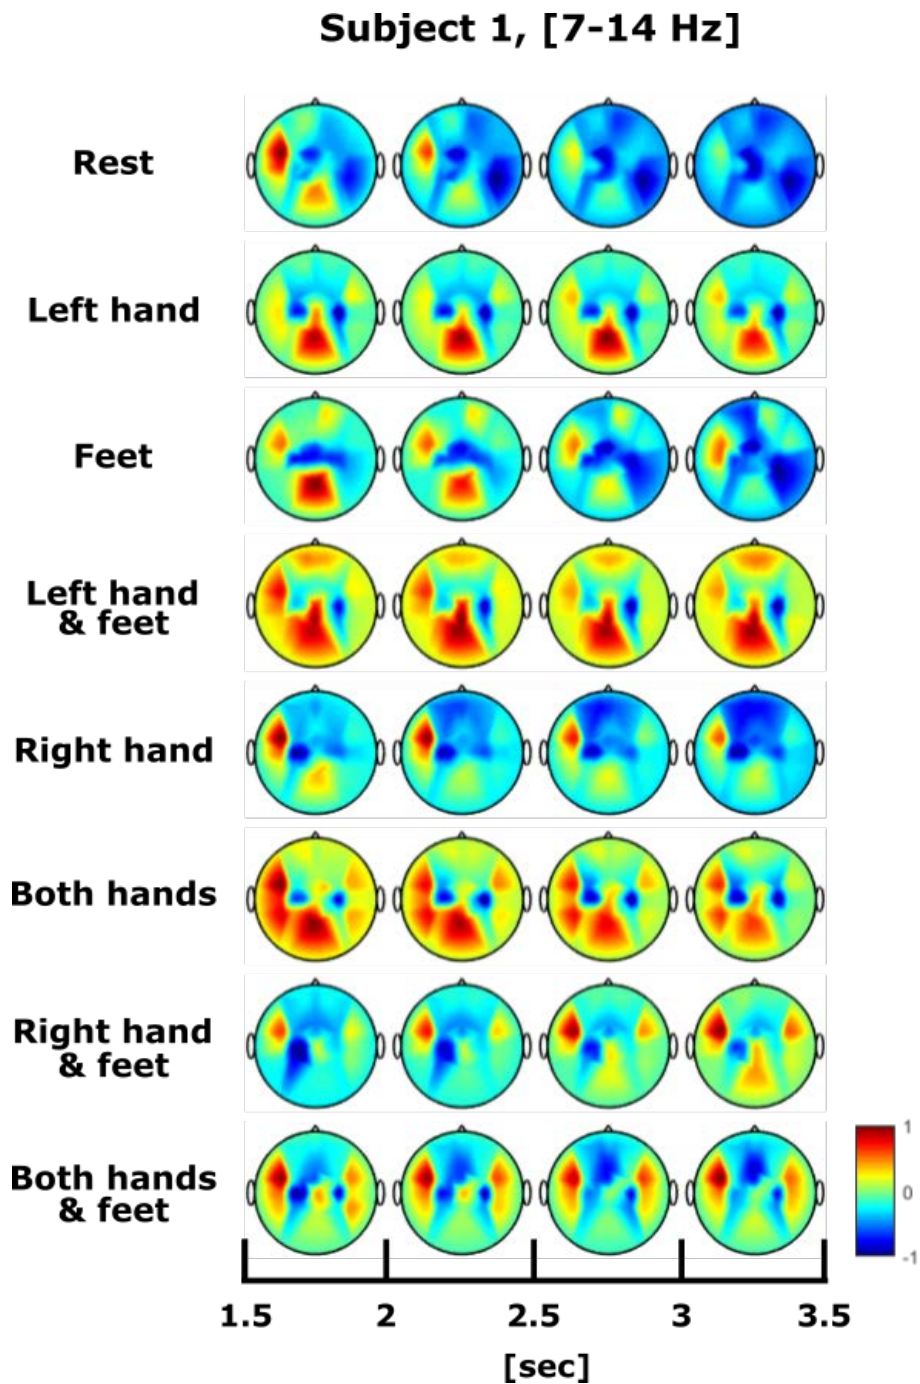 Subject 1, [7-14 Hz]
Rest
Left hand
Feet
Left hand
& feet
Right hand
Both hands
Right hand
& feet
Both hands
& feet
1
0
-1
1.5 2 2.5 3 3.5
[sec]